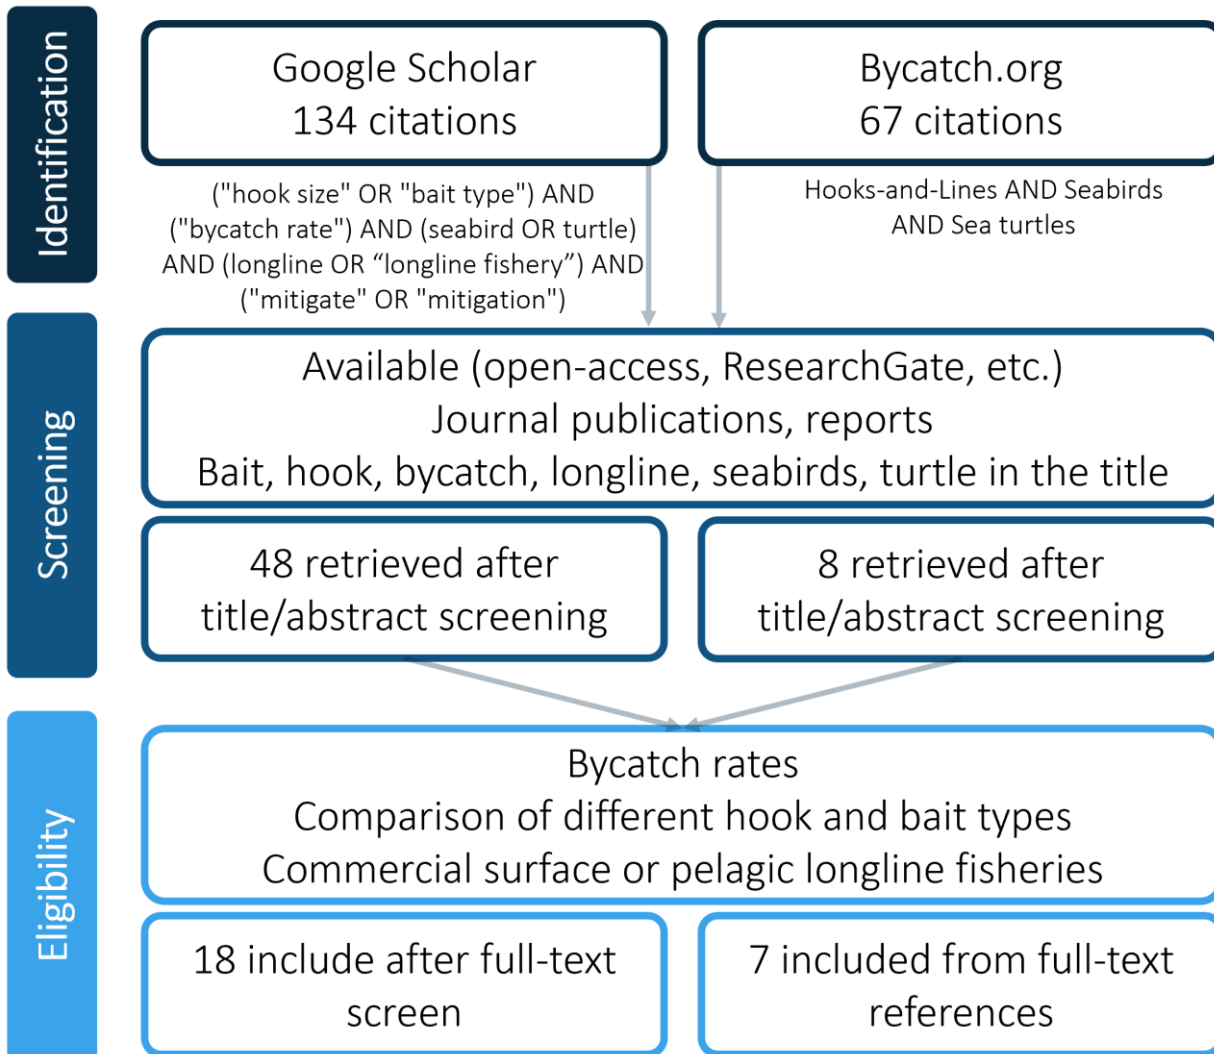 Identification
Google Scholar
134 citations
Bycatch.org
67 citations
("hook size" OR "bait type") AND
("bycatch rate") AND (seabird OR turtle)
AND (longline OR “longline fishery”) AND
("mitigate" OR "mitigation")
Hooks-and-Lines AND Seabirds
AND Sea turtles
Screening
Available (open-access, ResearchGate, etc.)
Journal publications, reports
Bait, hook, bycatch, longline, seabirds, turtle in the title
48 retrieved after
title/abstract screening
8 retrieved after
title/abstract screening
Eligibility
Bycatch rates
Comparison of different hook and bait types
Commercial surface or pelagic longline fisheries
18 include after full-text
screen
7 included from full-text
references